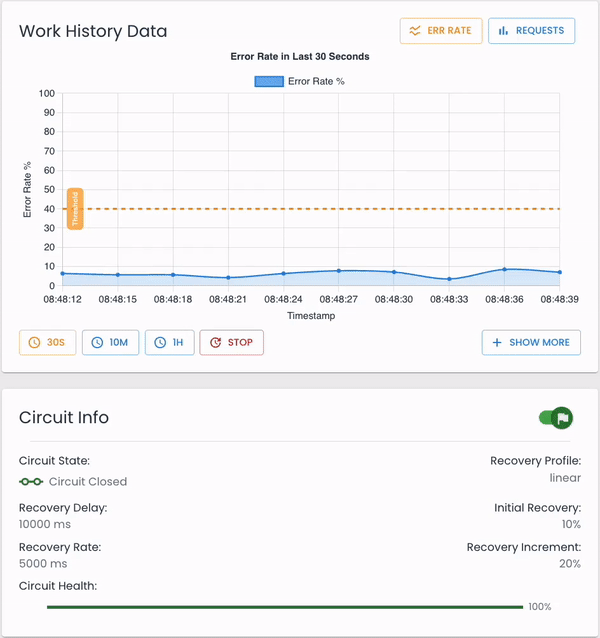 Work History Data
ERR RATE
REQUESTS
Error Rate in Last 30 Seconds
Error Rate %
100
90
80
70
60
50
40
30
20
10
0
Error Rate %
Threshold
08:48:12 08:48:15 08:48:18 08:48:21 08:48:24 08:48:27 08:48:30 08:48:33 08:48:36 08:48:39
Timestamp
30S
10M
1H
STOP
SHOW MORE
Circuit Info
Circuit State:
Circuit Closed
Recovery Profile:
linear
Recovery Delay:
10000 ms
Initial Recovery:
10%
Recovery Rate:
5000 ms
Recovery Increment:
20%
Circuit Health:
100%